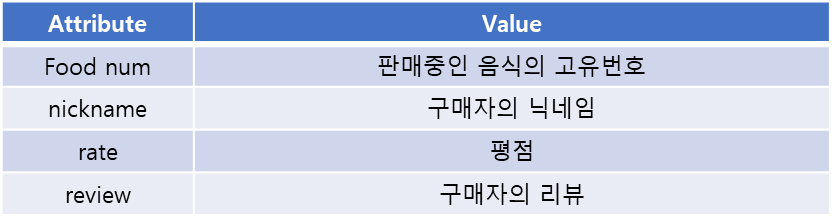 Attribute Value
Food num 판매중인 음식의 고유번호
nickname 구매자의 닉네임
rate 평점
review 구매자의 리뷰